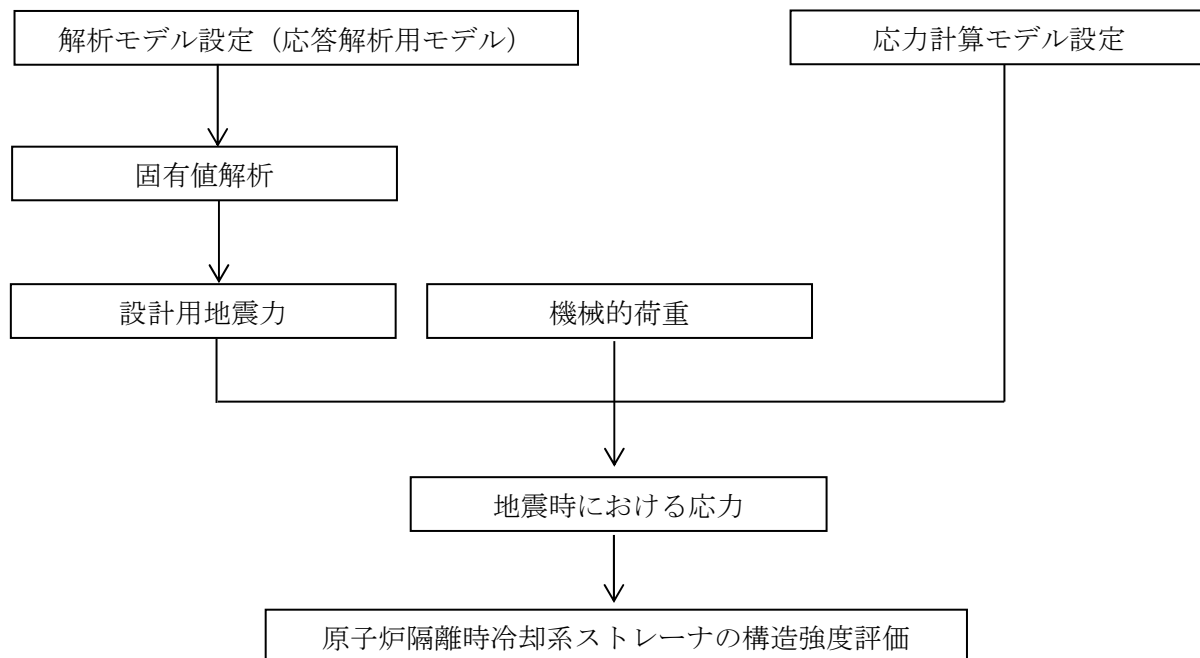 解析モデル設定（応答解析用モデル）
応力計算モデル設定
固有値解析
設計用地震力
機械的荷重
地震時における応力
原子炉隔離時冷却系ストレーナの構造強度評価